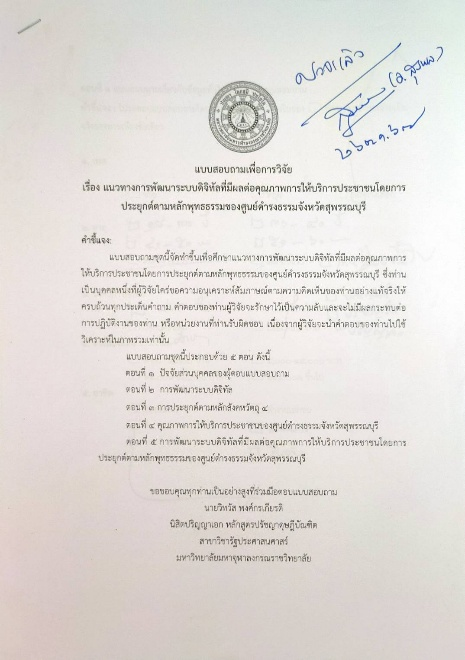 ตรวจแล้ว
(อ.สุรพล)
๒๖ ต.ค. ๖๗
แบบสอบถามเพื่อการวิจัย
เรื่อง แนวทางการพัฒนาระบบดิจิทัลที่มีผลต่อคุณภาพการให้บริการประชาชนโดยการ
ประยุกต์ตามหลักพุทธธรรมของศูนย์ดำรงธรรมจังหวัดสุพรรณบุรี
คำชี้แจง:
แบบสอบถามชุดนี้จัดทำขึ้นเพื่อศึกษาแนวทางการพัฒนาระบบดิจิทัลที่มีผลต่อคุณภาพการ
ให้บริการประชาชนโดยการประยุกต์ตามหลักพุทธธรรมของศูนย์ดำรงธรรมจังหวัดสุพรรณบุรี ซึ่งท่าน
เป็นบุคคลหนึ่งที่ผู้วิจัยใคร่ขอความอนุเคราะห์สัมภาษณ์ตามความคิดเห็นของท่านอย่างแท้จริงให้
ครบถ้วนทุกประเด็นคำถาม คำตอบของท่านผู้วิจัยจะรักษาไว้เป็นความลับและจะไม่มีผลกระทบต่อ
การปฏิบัติงานของท่าน หรือหน่วยงานที่ท่านรับผิดชอบ เนื่องจากผู้วิจัยจะนำคำตอบของท่านไปใช้
วิเคราะห์ในภาพรวมเท่านั้น
แบบสอบถามชุดนี้ประกอบด้วย ๕ ตอน ดังนี้
ตอนที่ ๑ ปัจจัยส่วนบุคคลของผู้ตอบแบบสอบถาม
ตอนที่ ๒ การพัฒนาระบบดิจิทัล
ตอนที่ ๓ การประยุกต์ตามหลักสังคหวัตถุ ๔
ตอนที่ ๔ คุณภาพการให้บริการประชาชนของศูนย์ดำรงธรรมจังหวัดสุพรรณบุรี
ตอนที่ ๕ การพัฒนาระบบดิจิทัลที่มีผลต่อคุณภาพการให้บริการประชาชนโดยการ
ประยุกต์ตามหลักพุทธธรรมของศูนย์ดำรงธรรมจังหวัดสุพรรณบุรี
ขอขอบคุณทุกท่านเป็นอย่างสูงที่ร่วมมือตอบแบบสอบถาม
นายวิทวัส พงศ์กรเกียรติ
นิสิตปริญญาเอก หลักสูตรปรัชญาดุษฎีบัณฑิต
สาขาวิชารัฐประศาสนศาสตร์
มหาวิทยาลัยมหาจุฬาลงกรณราชวิทยาลัย